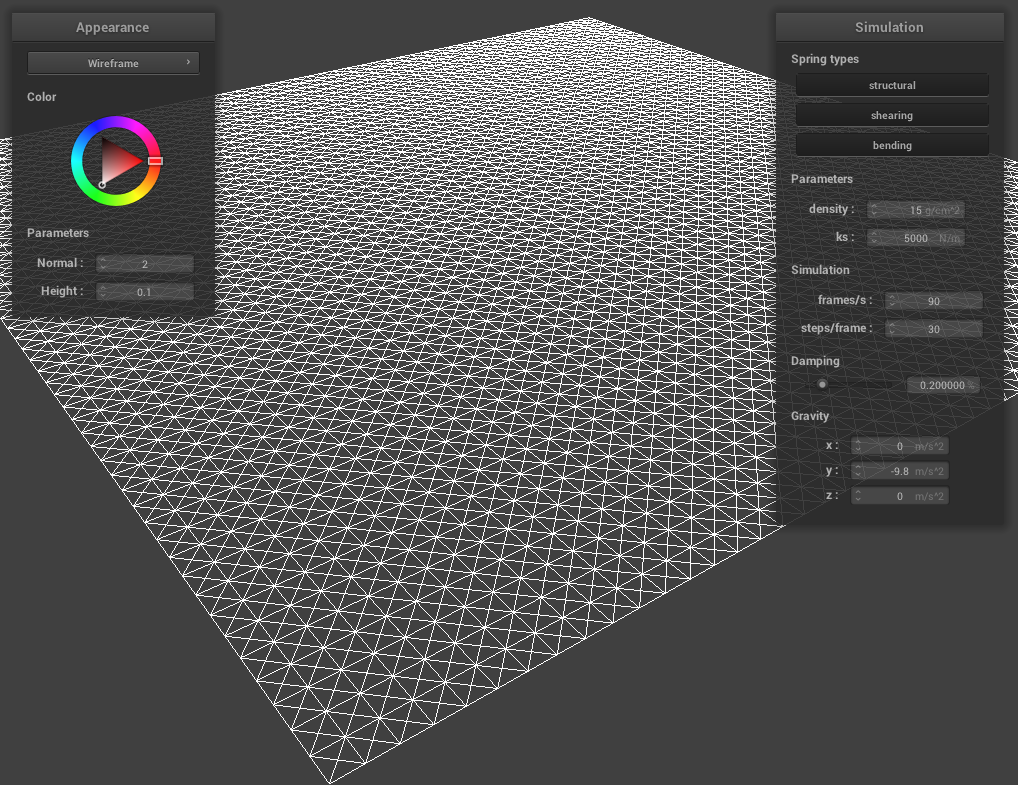 Appearance
Wireframe ›
Color
Parameters
Normal : 2
Height : 0.1
Simulation
Spring types
structural
shearing
bending
Parameters
density : 15 g/cm^2
ks : 5000 N/m
Simulation
frames/s : 90
steps/frame : 30
Damping
0.200000 %
Gravity
x : 0 m/s^2
y : -9.8 m/s^2
z : 0 m/s^2